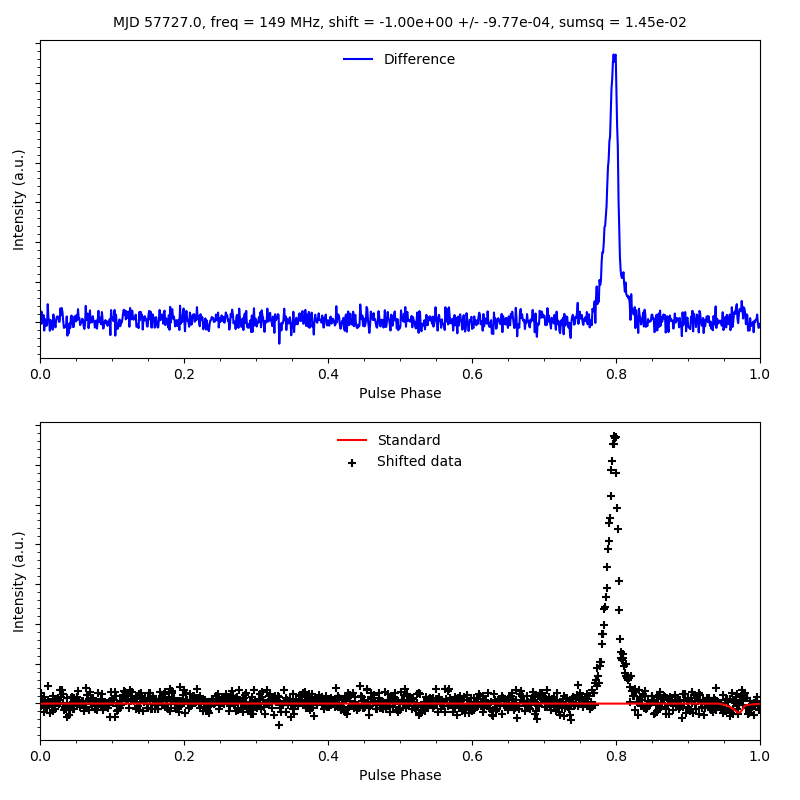 MJD 57727.0, freq = 149 MHz, shift = -1.00e+00 +/- -9.77e-04, sumsq = 1.45e-02
Difference
Intensity (a.u.)
0.0 0.2 0.4 0.6 0.8 1.0
Pulse Phase
Standard
Shifted data
Intensity (a.u.)
0.0 0.2 0.4 0.6 0.8 1.0
Pulse Phase